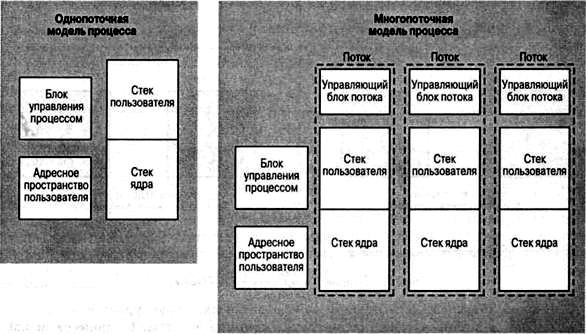 Однопоточная
модель процесса
Блок
управления
процессом
Стек
пользователя
Адресное
пространство
пользователя
Стек
ядра
Многопоточная
модель процесса
Поток
Поток
Поток
Управляющий
блок потока
Управляющий
блок потока
Управляющий
блок потока
Блок
управления
процессом
Стек
пользователя
Стек
пользователя
Стек
пользователя
Адресное
пространство
пользователя
Стек ядра
Стек ядра
Стек ядра